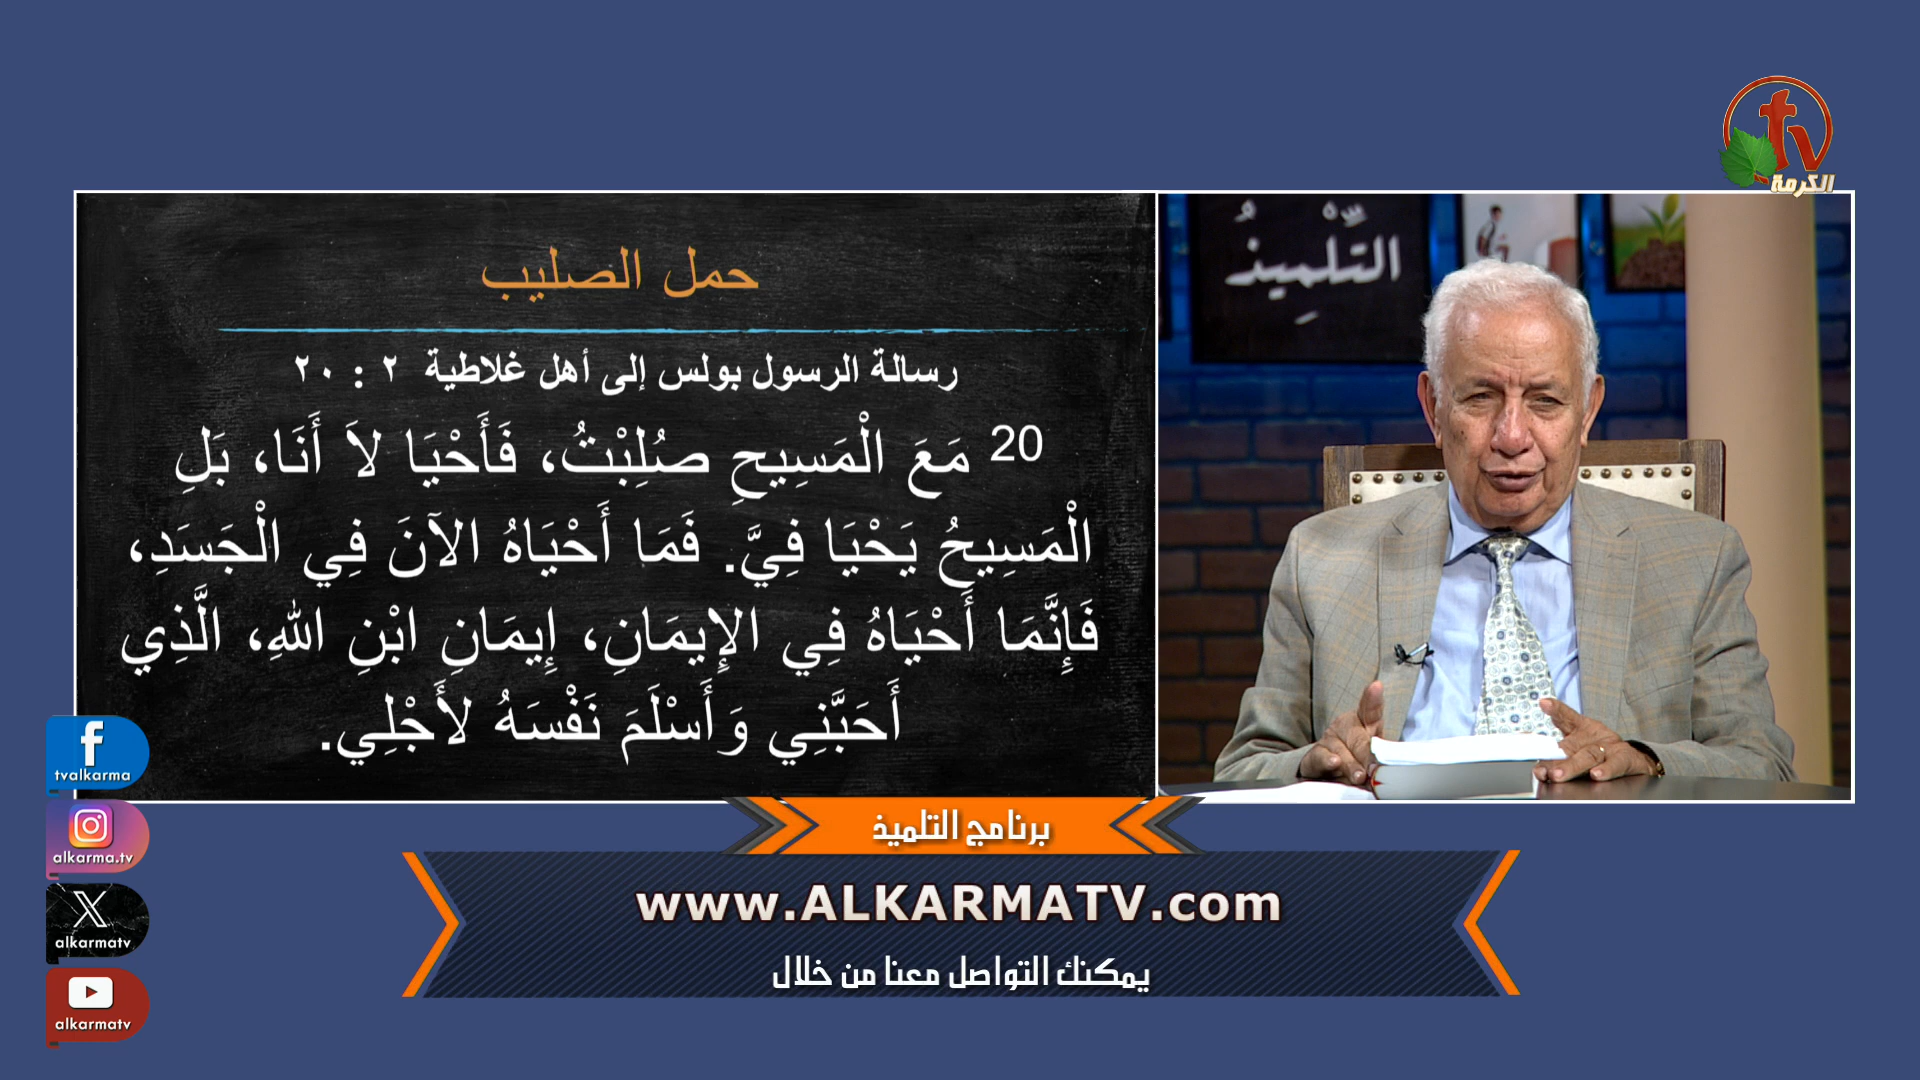 tv
الكرمة
حمل الصليب
رسالة الرسول بولس إلى أهل غلاطية ٢ : ٢٠
20 مَعَ الْمَسِيحِ صُلِبْتُ، فَأَحْيَا لاَ أَنَا، بَلِ
الْمَسِيحُ يَحْيَا فِيَّ. فَمَا أَحْيَاهُ الآنَ فِي الْجَسَدِ،
فَإِنَّمَا أَحْيَاهُ فِي الإِيمَانِ، إِيمَانِ ابْنِ اللهِ، الَّذِي
أَحَبَّنِي وَأَسْلَمَ نَفْسَهُ لأَجْلِي.
التِّلْمِيذُ
tvalkarma
alkarma.tv
alkarmatv
alkarmatv
برنامج التلميذ
www.ALKARMATV.com
يمكنك التواصل معنا من خلال